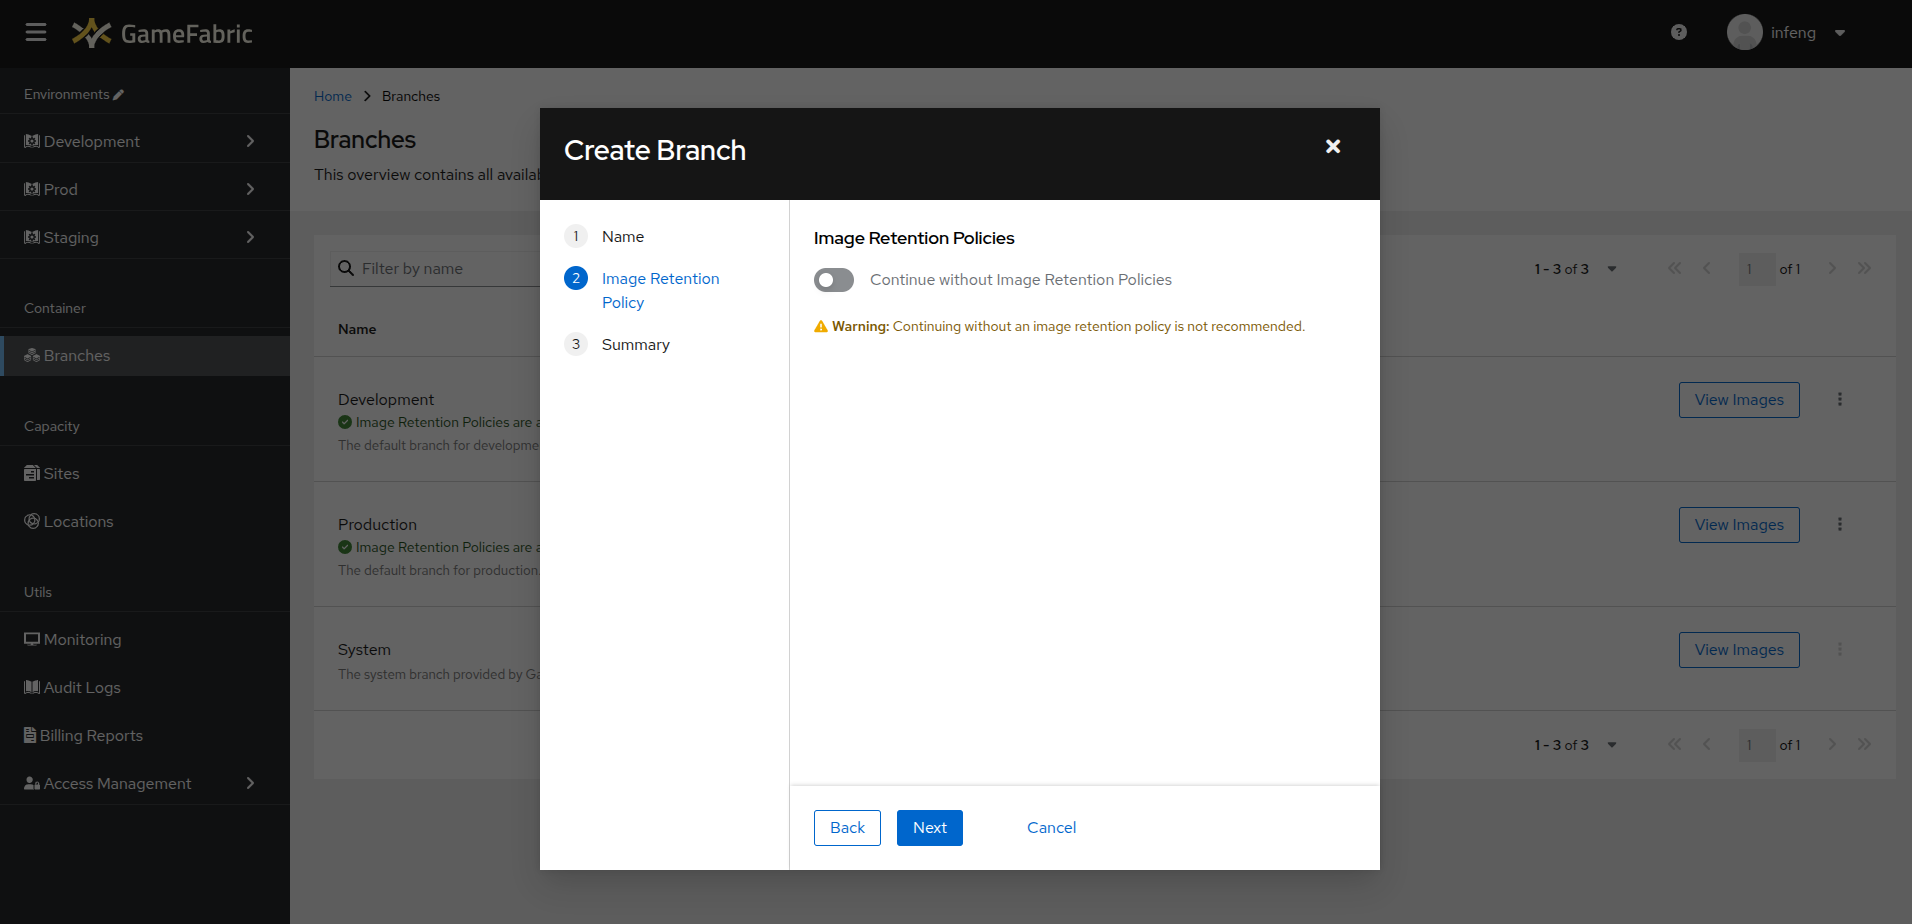 GameFabric
infeng
Environments
Development
Prod
Staging
Container
Branches
Capacity
Sites
Locations
Utils
Monitoring
Audit Logs
Billing Reports
Access Management
Home
Branches
Branches
This overview contains all
Filter by name
1 - 3 of 3
1
of 1
Name
Development
Image Retention Policies are
The default branch for
View Images
Production
Image Retention Policies are
The default branch for production.
View Images
System
The system branch provided by
View Images
1 - 3 of 3
1
of 1
Create Branch
1
Name
2
Image Retention
Policy
3
Summary
Image Retention Policies
Continue without Image Retention Policies
Warning: Continuing without an image retention policy is not recommended.
Back
Next
Cancel